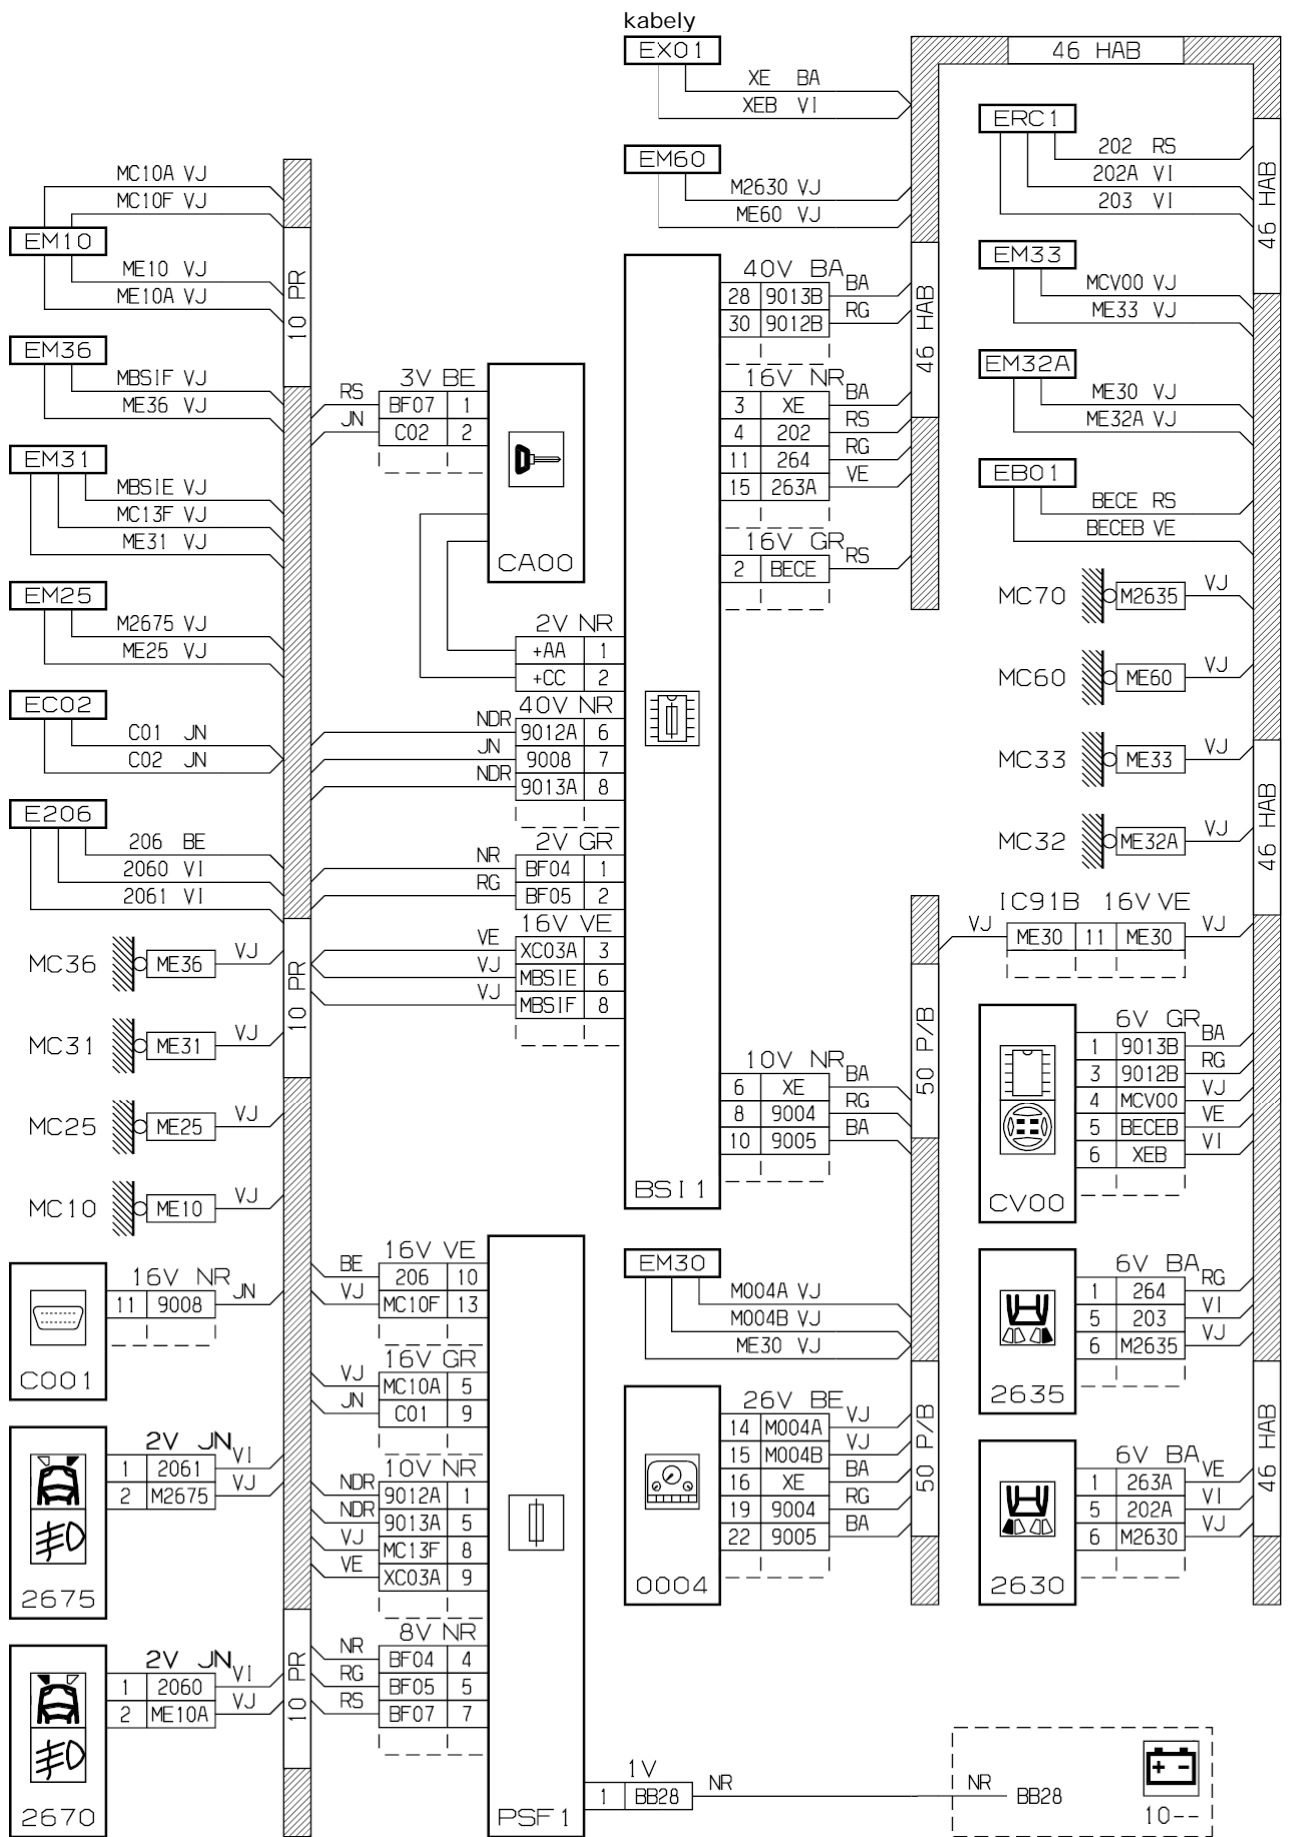 kabely
EX01
XE BA
XEB VI
46 HAB
ERC1
202 RS
202A VI
203 VI
46 HAB
EM60
M2630 VJ
ME60 VJ
MC10A VJ
MC10F VJ
EM10
ME10 VJ
ME10A VJ
10 PR
EM36
MBSIF VJ
ME36 VJ
EM31
MBSIE VJ
MC13F VJ
ME31 VJ
EM25
M2675 VJ
ME25 VJ
EC02
C01 JN
C02 JN
E206
206 BE
2060 VI
2061 VI
10 PR
MC36 ME36 VJ
MC31 ME31 VJ
MC25 ME25 VJ
MC10 ME10 VJ
16V NR
11 9008 JN
C001
2V JN
1 2061 VI
2 M2675 VJ
2675
2V JN
1 2060 VI
2 ME10A VJ
2670
10 PR
3V BE
RS BF07 1
JN C02 2
CA00
2V NR
+AA 1
+CC 2
40V NR
NDR 9012A 6
JN 9008 7
NDR 9013A 8
2V GR
NR BF04 1
RG BF05 2
16V VE
VE XC03A 3
VJ MBSIE 6
VJ MBSIF 8
BSI1
40V BA
28 9013B BA
30 9012B RG
16V NR
3 XE BA
4 202 RS
11 264 RG
15 263A VE
16V GR
2 BECE RS
46 HAB
10V NR
6 XE BA
8 9004 RG
10 9005 BA
50 P/B
16V VE
BE 206 10
VJ MC10F 13
16V GR
VJ MC10A 5
JN C01 9
10V NR
NDR 9012A 1
NDR 9013A 5
VJ MC13F 8
VE XC03A 9
8V NR
NR BF04 4
RG BF05 5
RS BF07 7
PSF1
1V
1 BB28 NR
NR BB28
10--
EM30
M004A VJ
M004B VJ
ME30 VJ
26V BE
14 M004A VJ
15 M004B VJ
16 XE BA
19 9004 RG
22 9005 BA
0004
50 P/B
EM33
MCV00 VJ
ME33 VJ
EM32A
ME30 VJ
ME32A VJ
EB01
BECE RS
BECEB VE
MC70 M2635 VJ
MC60 ME60 VJ
MC33 ME33 VJ
MC32 ME32A VJ
46 HAB
IC91B 16V VE
VJ ME30 11 ME30 VJ
6V GR
1 9013B BA
3 9012B RG
4 MCV00 VJ
5 BECEB VE
6 XEB VI
CV00
6V BA
1 264 RG
5 203 VI
6 M2635 VJ
2635
6V BA
1 263A VE
5 202A VI
6 M2630 VJ
2630
46 HAB